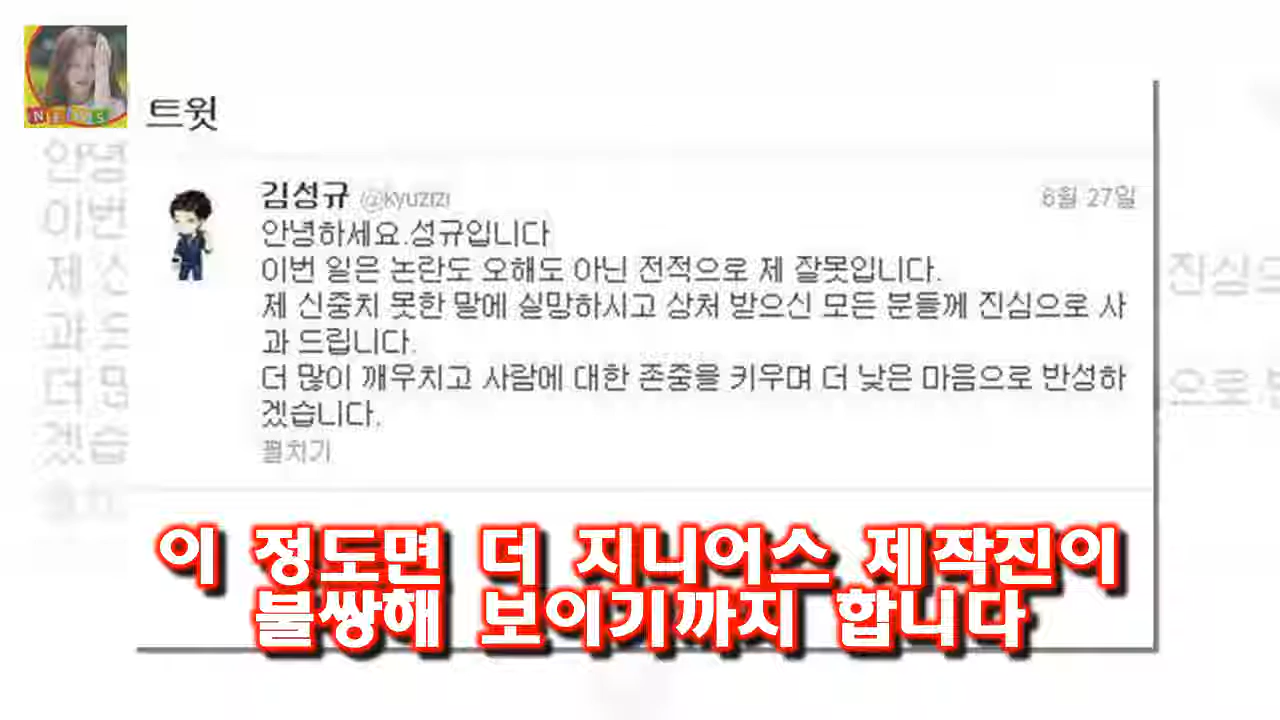 트윗
김성규 @kyuzizi
6월 27일
안녕하세요.성규입니다
이번 일은 논란도 오해도 아닌 전적으로 제 잘못입니다.
제 신중치 못한 말에 실망하시고 상처 받으신 모든 분들께 진심으로 사
과 드립니다.
더 많이 깨우치고 사람에 대한 존중을 키우며 더 낮은 마음으로 반성하
겠습니다.
펼치기
이 정도면 더 지니어스 제작진이
불쌍해 보이기까지 합니다